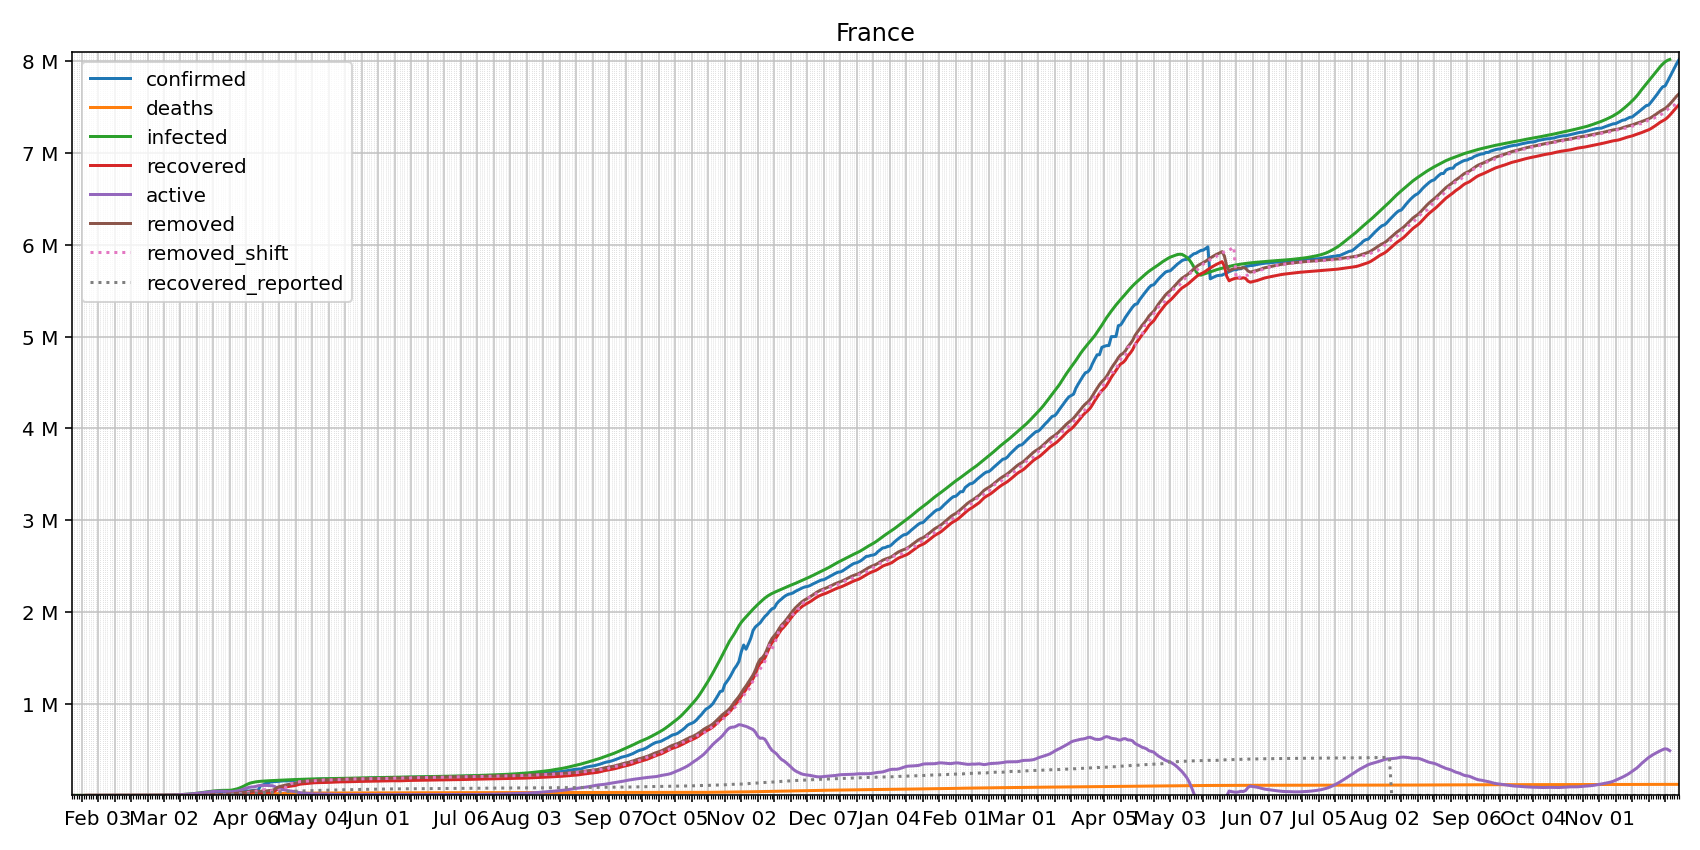 France
8 M
7 M
6 M
5 M
4 M
3 M
2 M
1 M
confirmed
deaths
infected
recovered
active
removed
removed_shift
recovered_reported
Feb 03 Mar 02 Apr 06 May 04 Jun 01 Jul 06 Aug 03 Sep 07 Oct 05 Nov 02 Dec 07 Jan 04 Feb 01 Mar 01 Apr 05 May 03 Jun 07 Jul 05 Aug 02 Sep 06 Oct 04 Nov 01